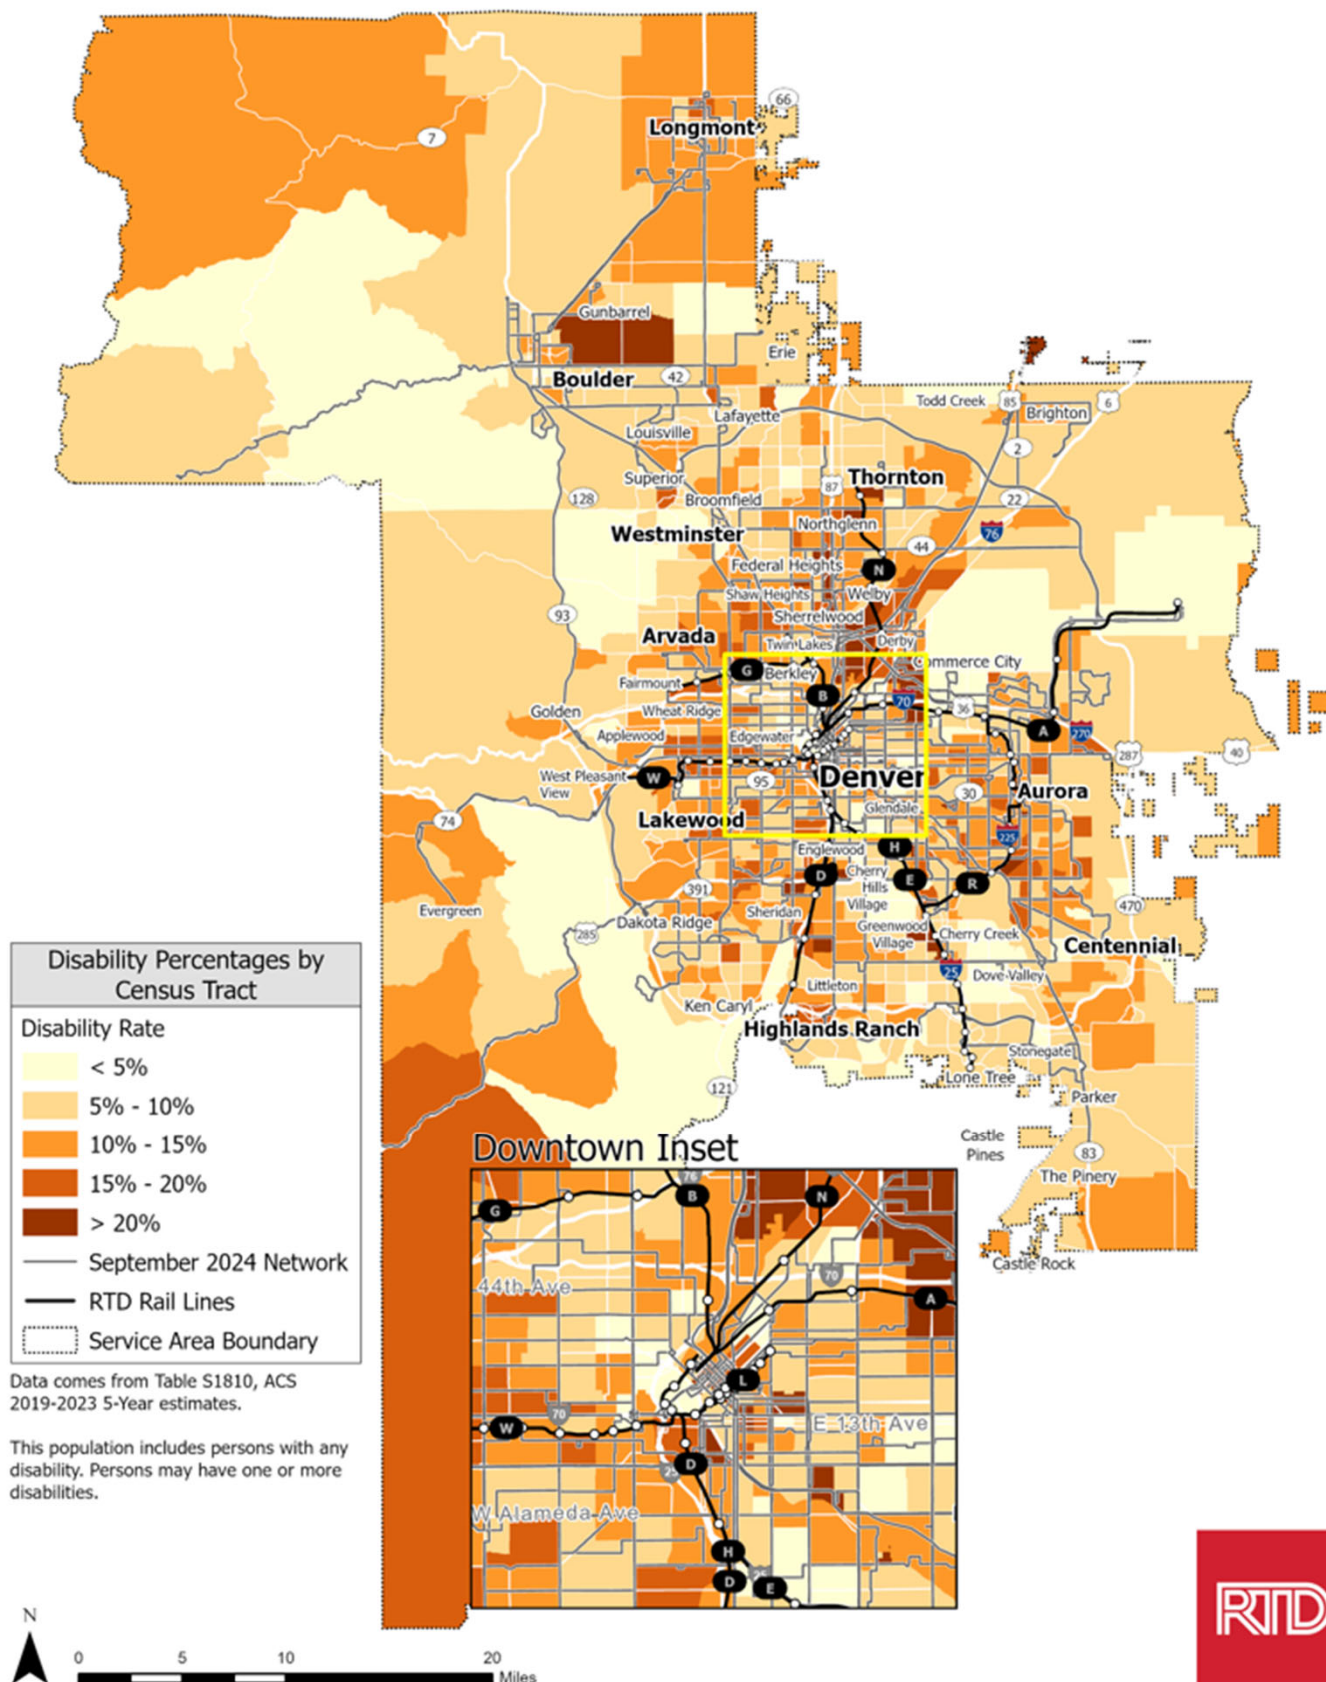 66
Longmont
7
Gunbarrel
Erie
Boulder
42
Todd Creek
85
6
Brighton
Lafayette
Louisville
2
Superior
87
Thornton
128
Broomfield
22
Northglenn
Westminster
76
44
Federal Heights
N
Shaw Heights
Welby
93
Sherrelwood
Arvada
Twin Lakes
Derby
Commerce City
G
Berkley
Fairmount
B
70
Golden
Wheat Ridge
36
Applewood
Edgewater
A
270
287
40
West Pleasant
View
W
95
Denver
30
Aurora
Glendale
74
Lakewood
225
Englewood
H
D
Cherry
Hills
Village
E
R
391
Evergreen
Sheridan
470
Dakota Ridge
Greenwood
Village
Cherry Creek
285
Centennial
25
Dove Valley
Littleton
Ken Caryl
Highlands Ranch
Stonegate
Lone Tree
121
Parker
Castle
Pines
83
The Pinery
Castle Rock
Disability Percentages by
Census Tract
Disability Rate
< 5%
5% - 10%
10% - 15%
15% - 20%
> 20%
September 2024 Network
RTD Rail Lines
Service Area Boundary
Data comes from Table S1810, ACS
2019-2023 5-Year estimates.
This population includes persons with any
disability. Persons may have one or more
disabilities.
Downtown Inset
76
B
N
G
70
44th Ave
A
L
70
W
E 13th Ave
D
25
W Alameda Ave
H
D
25
E
N
0
5
10
20
Miles
RTD